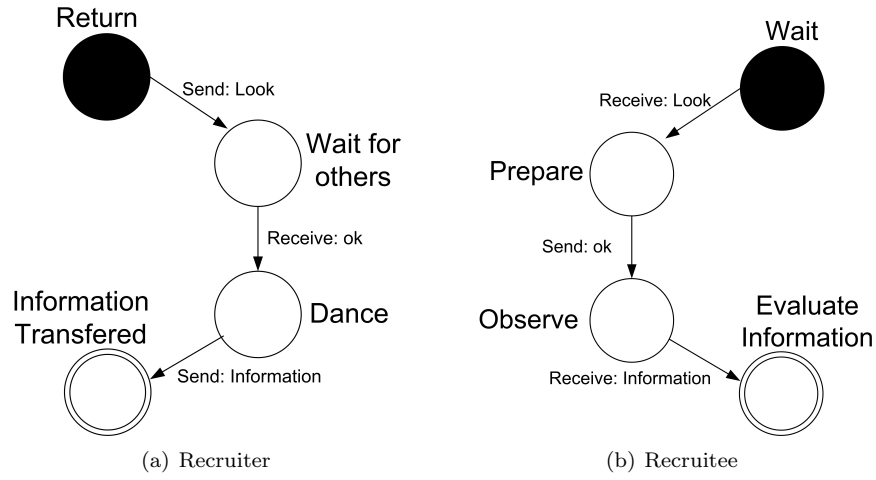 Return
Send: Look
Wait for
others
Receive: ok
Information
Transfered
Dance
Send: Information
(a) Recruiter
Wait
Receive: Look
Prepare
Send: ok
Observe
Evaluate
Information
Receive: Information
(b) Recruitee